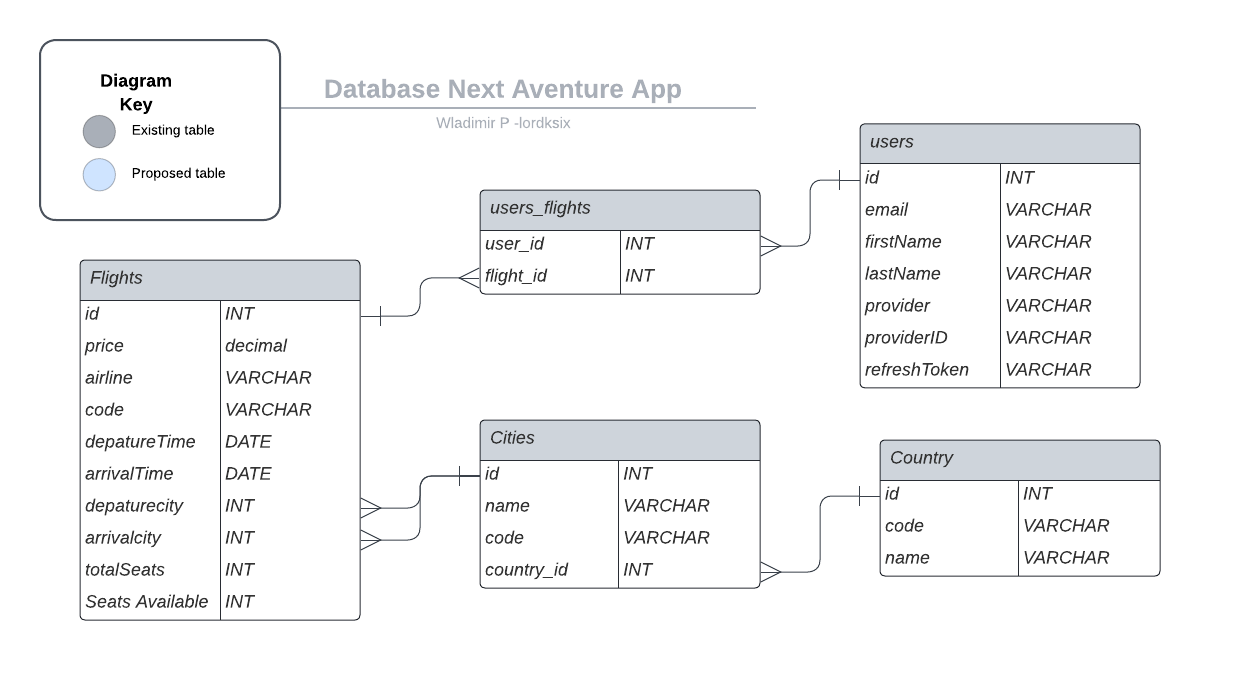 Diagram
Key
Existing table
Proposed table
Database Next Aventure App
Wladimir P -lordksix
users
id INT
email VARCHAR
firstName VARCHAR
lastName VARCHAR
provider VARCHAR
providerID VARCHAR
refreshToken VARCHAR
users_flights
user_id INT
flight_id INT
Flights
id INT
price decimal
airline VARCHAR
code VARCHAR
depatureTime DATE
arrivalTime DATE
depaturecity INT
arrivalcity INT
totalSeats INT
Seats Available INT
Cities
id INT
name VARCHAR
code VARCHAR
country_id INT
Country
id INT
code VARCHAR
name VARCHAR